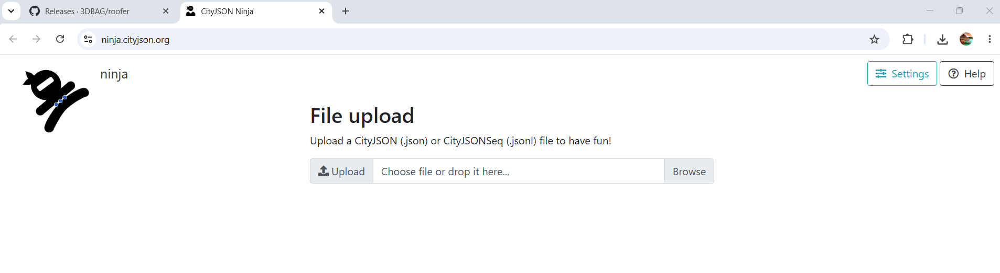 Releases · 3DBAG/roofer
CityJSON Ninja
ninja.cityjson.org
ninja
Settings
Help
File upload
Upload a CityJSON (.json) or CityJSONSeq (.jsonl) file to have fun!
Upload
Choose file or drop it here...
Browse